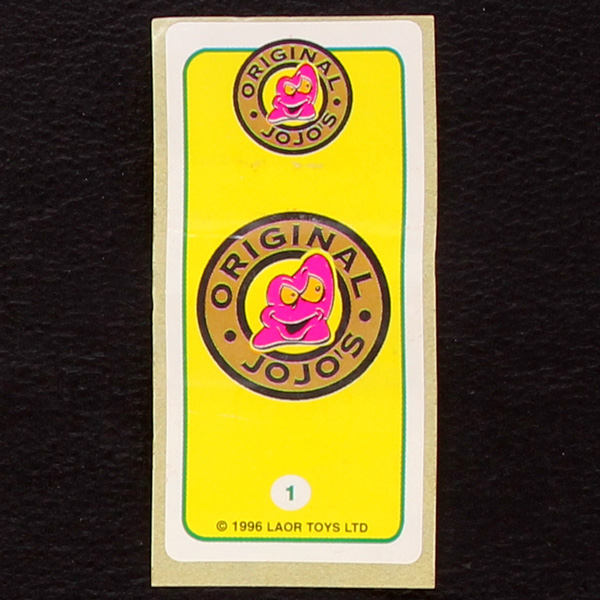 ORIGINAL
JOJO'S
ORIGINAL
JOJO'S
1
© 1996 LAOR TOYS LTD